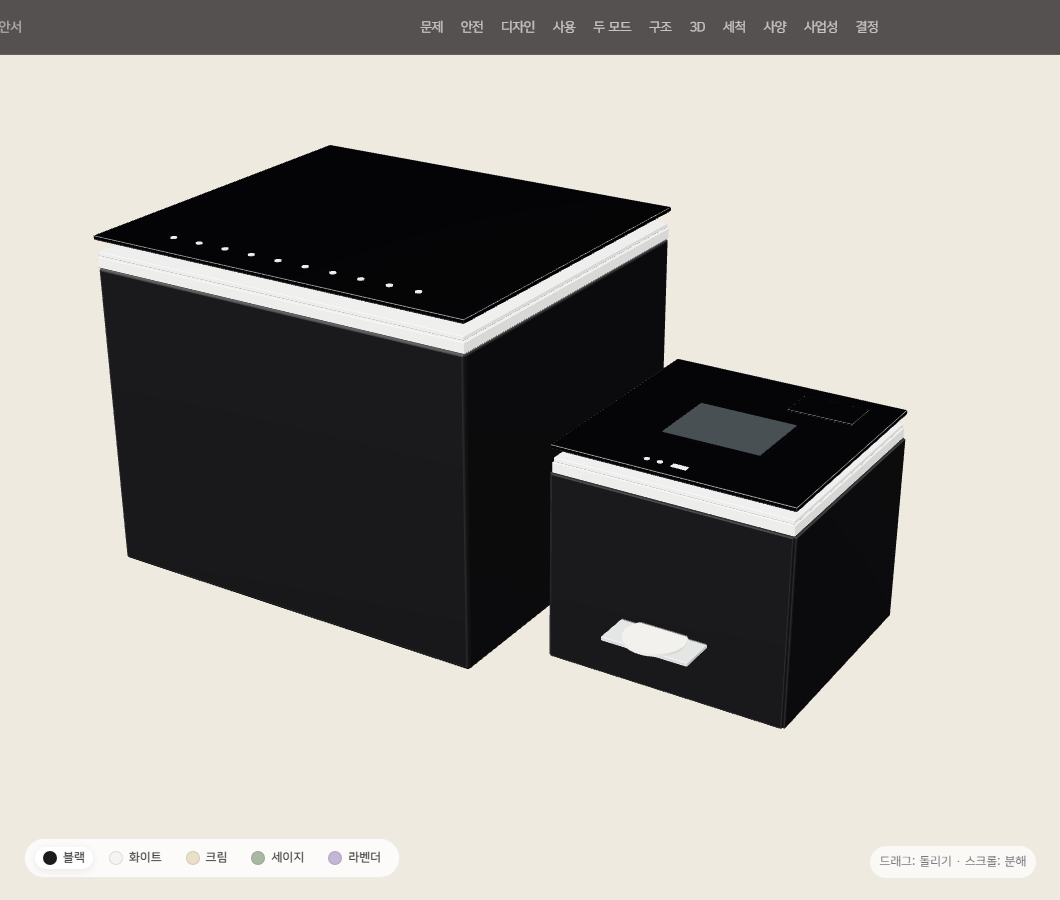 안서
문제 안전 디자인 사용 두 모드 구조 3D 세척 사양 사업성 결정
블랙 화이트 크림 세이지 라벤더
드래그: 돌리기 · 스크롤: 분해